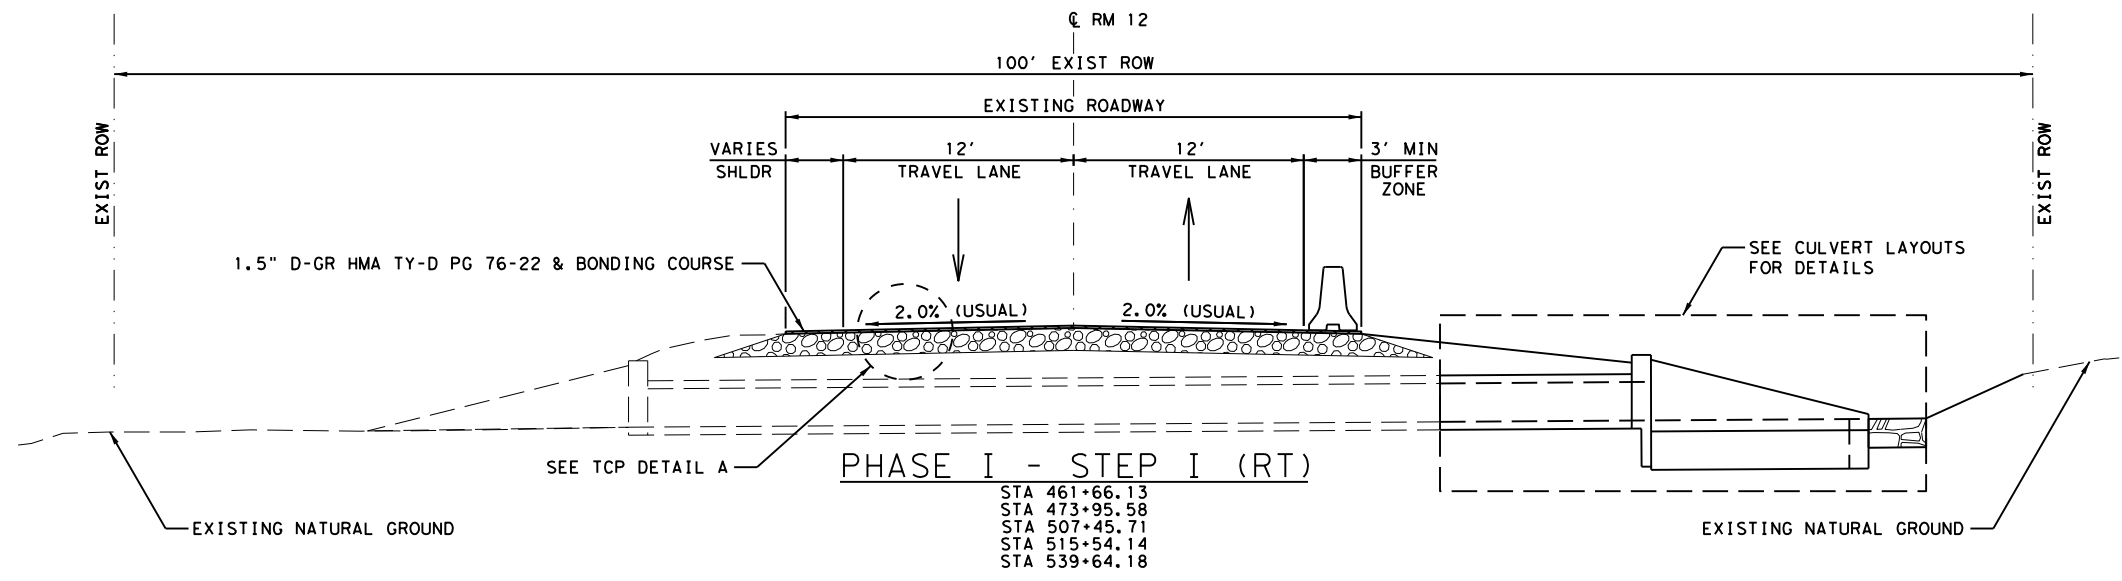 ℄ RM 12
100' EXIST ROW
EXISTING ROADWAY
EXIST ROW
EXIST ROW
VARIES
SHLDR
12'
TRAVEL LANE
12'
TRAVEL LANE
3' MIN
BUFFER
ZONE
1.5" D-GR HMA TY-D PG 76-22 & BONDING COURSE
SEE CULVERT LAYOUTS
FOR DETAILS
2.0% (USUAL)
2.0% (USUAL)
SEE TCP DETAIL A
PHASE I - STEP I (RT)
STA 461+66.13
STA 473+95.58
STA 507+45.71
STA 515+54.14
STA 539+64.18
EXISTING NATURAL GROUND
EXISTING NATURAL GROUND